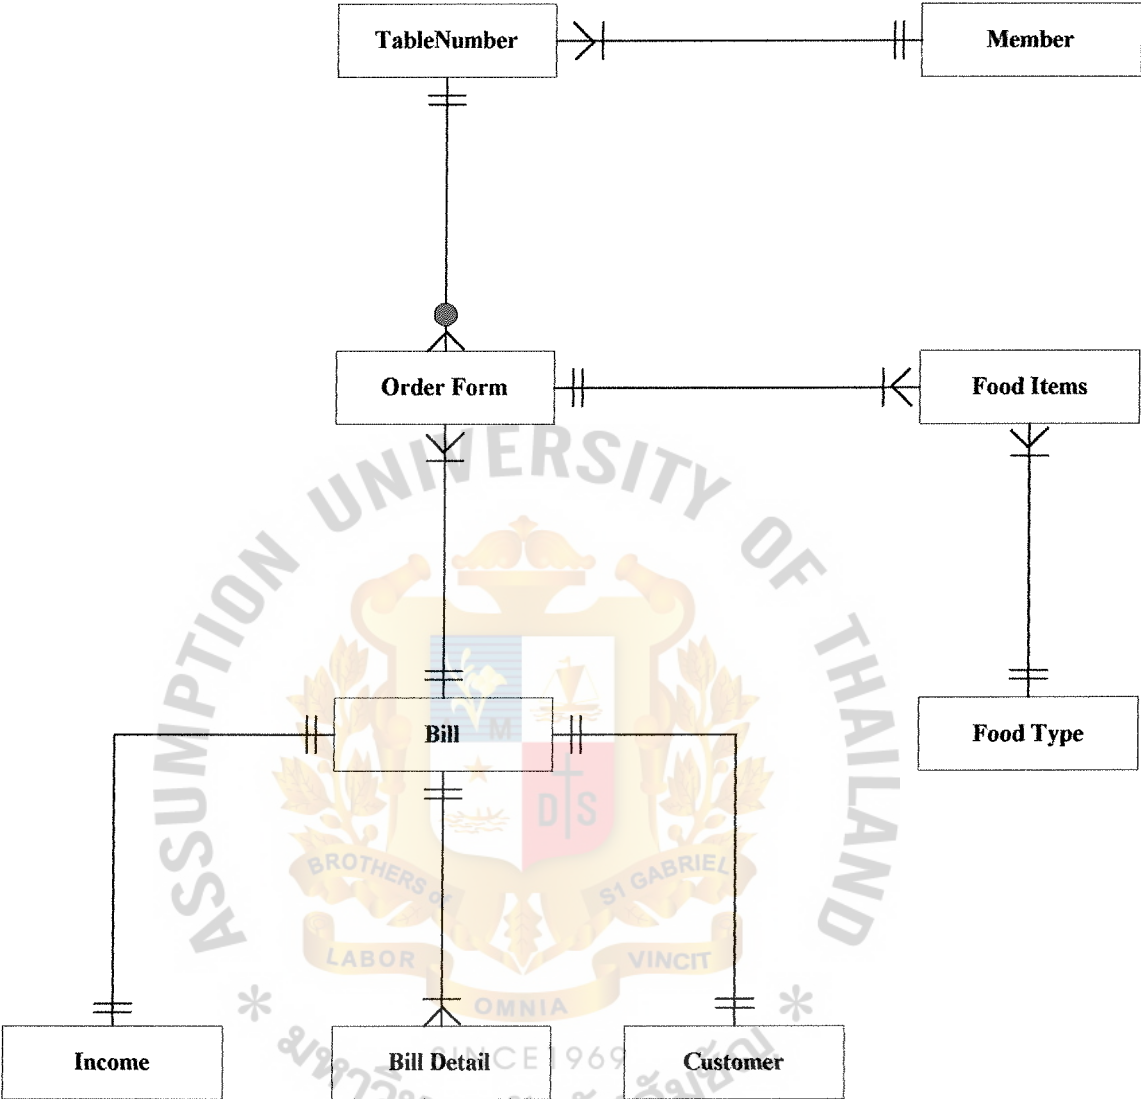 TableNumber
Member
Order Form
Food Items
ASSUMPTION UNIVERSITY OF THAILAND
Bill
M
Food Type
D S
BROTHERS of
S1 GABRIEL
LABOR
VINCIT
OMNIA
Income
Bill Detail
SINCE 1969
Customer